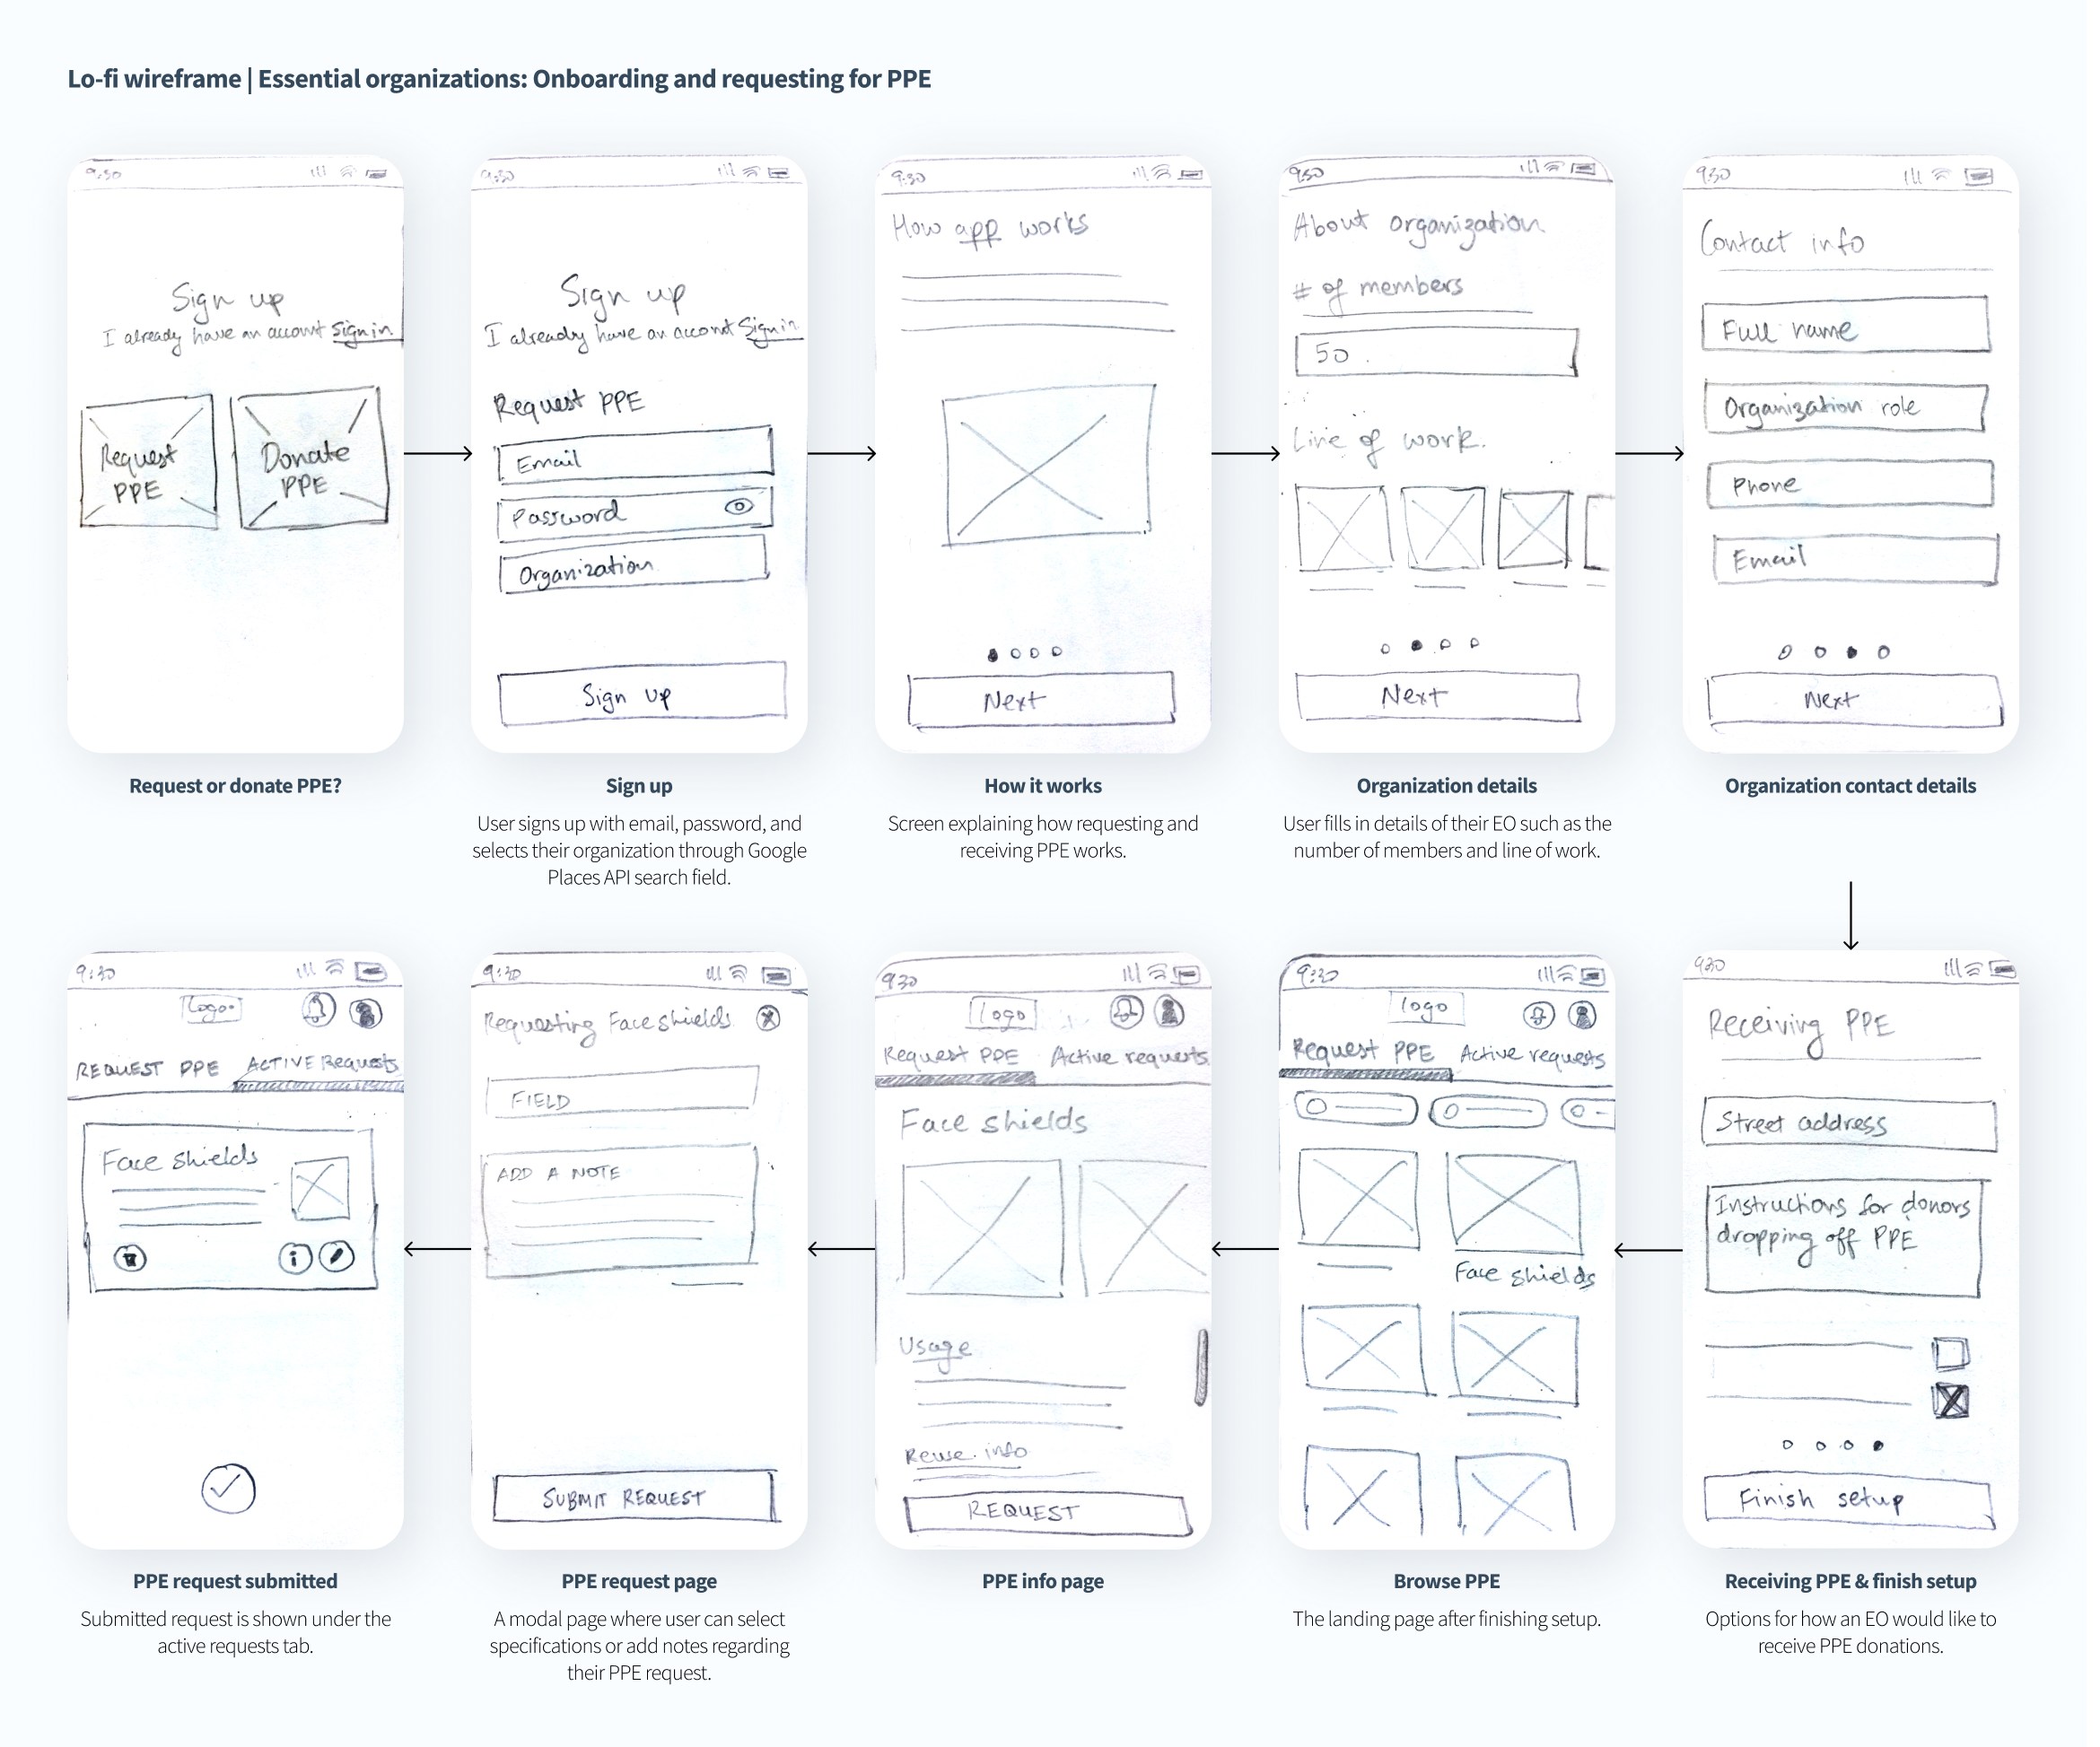 Lo-fi wireframe | Essential organizations: Onboarding and requesting for PPE
9:30
Sign up
I already have an account Sign in
Request
PPE
Donate
PPE
Request or donate PPE?
9:30
Sign up
I already have an account Sign in
Request PPE
Email
Password
Organization
Sign up
Sign up
User signs up with email, password, and
selects their organization through Google
Places API search field.
9:30
How app works
Next
How it works
Screen explaining how requesting and
receiving PPE works.
930
About organization
# of members
50
Line of work.
Next
Organization details
User fills in details of their EO such as the
number of members and line of work.
930
Contact info
Full name
Organization role
Phone
Email
Next
Organization contact details
930
Receiving PPE
Street address
Instructions for donors
dropping off PPE
Finish setup
Receiving PPE & finish setup
Options for how an EO would like to
receive PPE donations.
9:30
logo
Request PPE Active requests
Face shields
Browse PPE
The landing page after finishing setup.
930
Logo
Request PPE Active requests
Face shields
Usage
Reuse info
REQUEST
PPE info page
9:30
Requesting Face shields
FIELD
ADD A NOTE
SUBMIT REQUEST
PPE request page
A modal page where user can select
specifications or add notes regarding
their PPE request.
9:30
Logo
REQUEST PPE ACTIVE Requests
Face shields
PPE request submitted
Submitted request is shown under the
active requests tab.